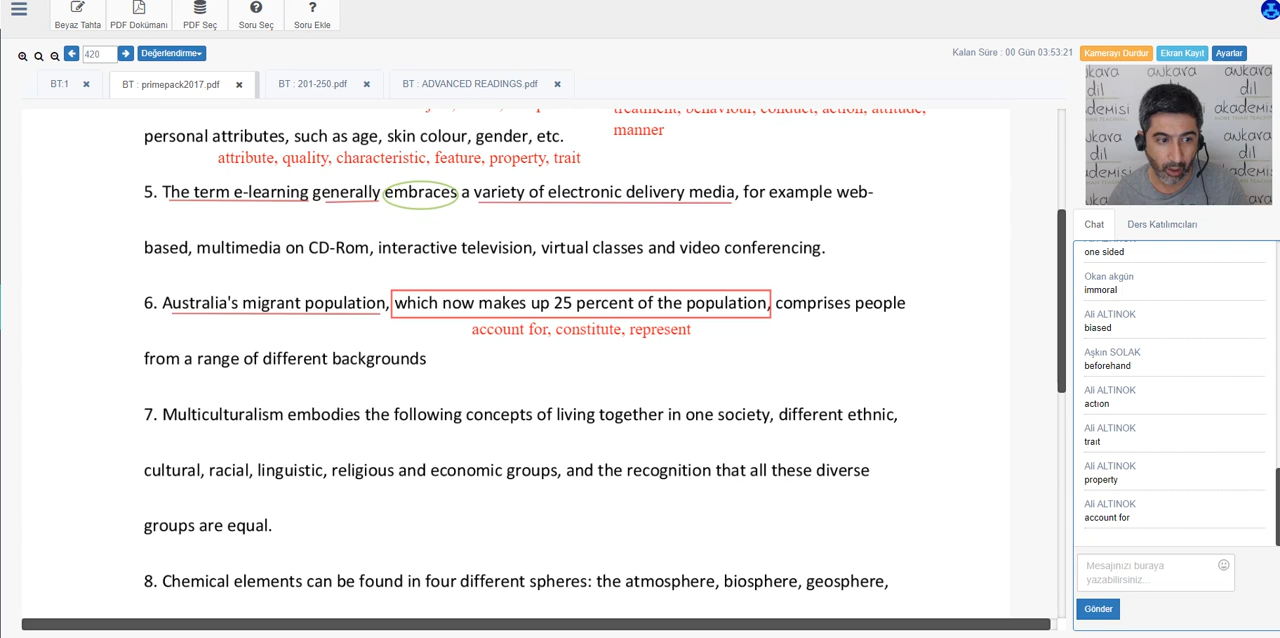 Beyaz Tahta
PDF Dokümanı
PDF Seç
Soru Seç
? Soru Ekle
420
Değerlendirme
Kalan Süre : 00 Gün 03:53:21
Kamerayı Durdur
Ekran Kayıt
Ayarlar
BT:1 ×
BT : primepack2017.pdf ×
BT : 201-250.pdf ×
BT : ADVANCED READINGS.pdf ×
treatment, behaviour, conduct, action, attitude,
manner
personal attributes, such as age, skin colour, gender, etc.
attribute, quality, characteristic, feature, property, trait
5. The term e-learning generally embraces a variety of electronic delivery media, for example web-
based, multimedia on CD-Rom, interactive television, virtual classes and video conferencing.
6. Australia's migrant population, which now makes up 25 percent of the population, comprises people
account for, constitute, represent
from a range of different backgrounds
7. Multiculturalism embodies the following concepts of living together in one society, different ethnic,
cultural, racial, linguistic, religious and economic groups, and the recognition that all these diverse
groups are equal.
8. Chemical elements can be found in four different spheres: the atmosphere, biosphere, geosphere,
ankara
dil
akademisi
Chat
Ders Katılımcıları
one sided
Okan akgün
immoral
Ali ALTINOK
biased
Aşkın SOLAK
beforehand
Ali ALTINOK
actıon
Ali ALTINOK
traıt
Ali ALTINOK
property
Ali ALTINOK
account for
Mesajınızı buraya
yazabilirsiniz...
Gönder